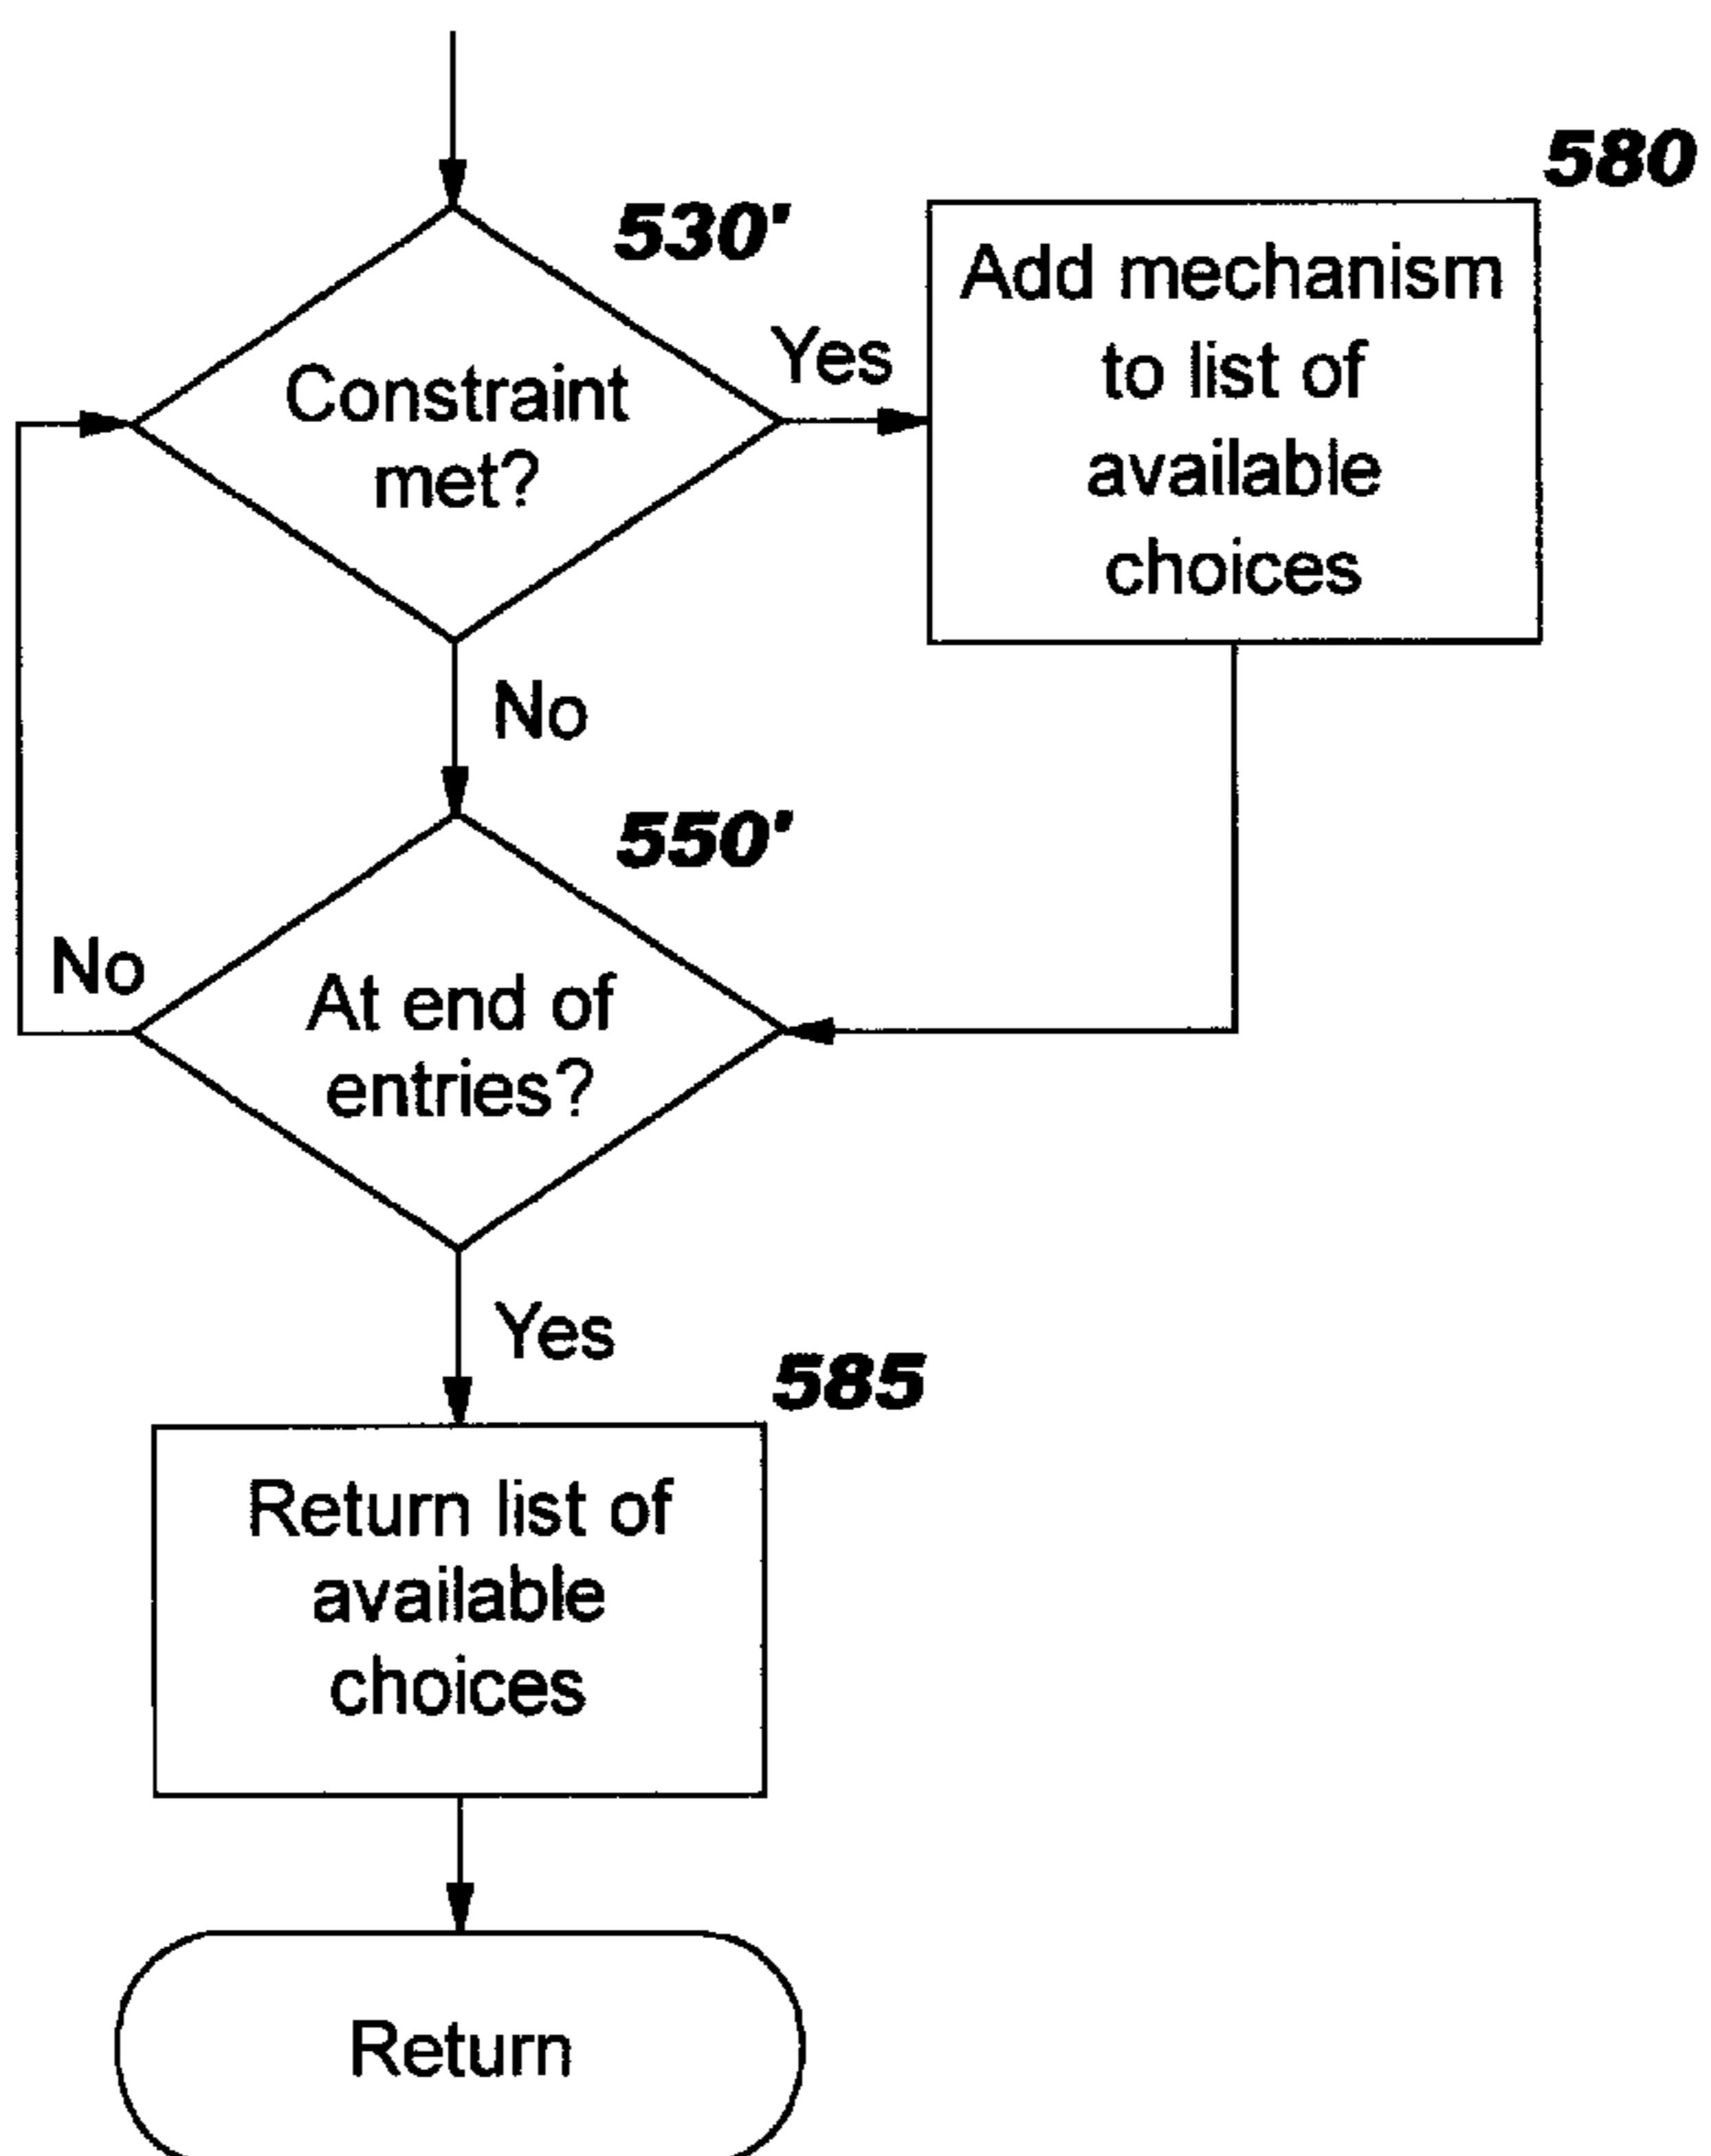 530'
Constraint
met?
Yes
580
Add mechanism
to list of
available
choices
No
550'
At end of
entries?
No
Yes
585
Return list of
available
choices
Return